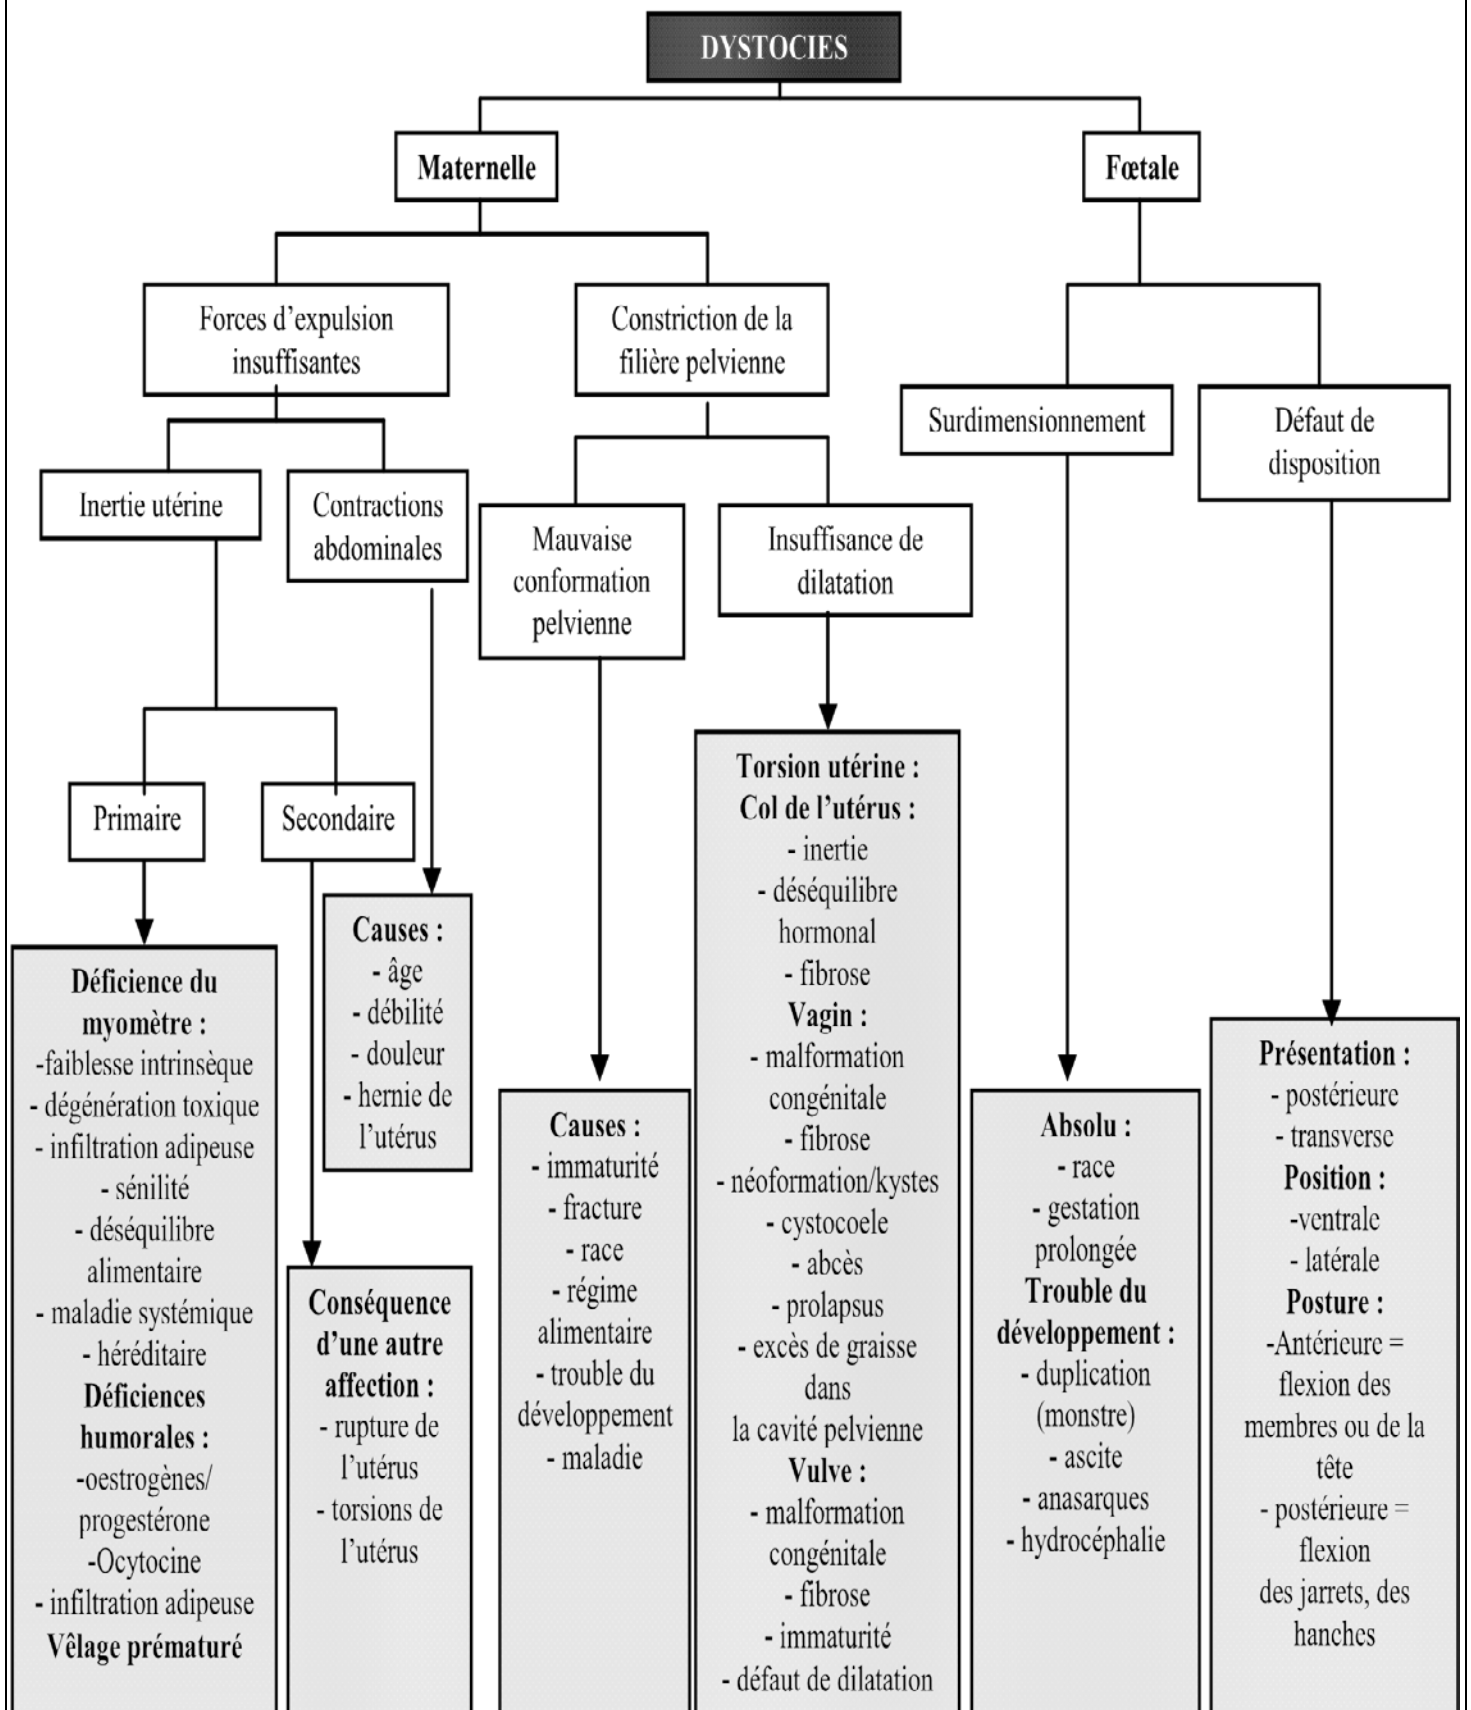 DYSTOCIES
Maternelle
Fœtale
Forces d’expulsion
insuffisantes
Constriction de la
filière pelvienne
Surdimensionnement
Défaut de
disposition
Inertie utérine
Contractions
abdominales
Mauvaise
conformation
pelvienne
Insuffisance de
dilatation
Primaire
Secondaire
Déficience du
myomètre :
-faiblesse intrinsèque
- dégénération toxique
- infiltration adipeuse
- sénilité
- déséquilibre
alimentaire
- maladie systémique
- héréditaire
Déficiences
humorales :
-oestrogènes/
progestérone
-Ocytocine
- infiltration adipeuse
Vêlage prématuré
Conséquence
d’une autre
affection :
- rupture de
l’utérus
- torsions de
l’utérus
Causes :
- âge
- débilité
- douleur
- hernie de
l’utérus
Causes :
- immaturité
- fracture
- race
- régime
alimentaire
- trouble du
développement
- maladie
Torsion utérine :
Col de l’utérus :
- inertie
- déséquilibre
hormonal
- fibrose
Vagin :
- malformation
congénitale
- fibrose
- néoformation/kystes
- cystocoele
- abcès
- prolapsus
- excès de graisse
dans
la cavité pelvienne
Vulve :
- malformation
congénitale
- fibrose
- immaturité
- défaut de dilatation
Absolu :
- race
- gestation
prolongée
Trouble du
développement :
- duplication
(monstre)
- ascite
- anasarques
- hydrocéphalie
Présentation :
- postérieure
- transverse
Position :
-ventrale
- latérale
Posture :
-Antérieure =
flexion des
membres ou de la
tête
- postérieure =
flexion
des jarrets, des
hanches